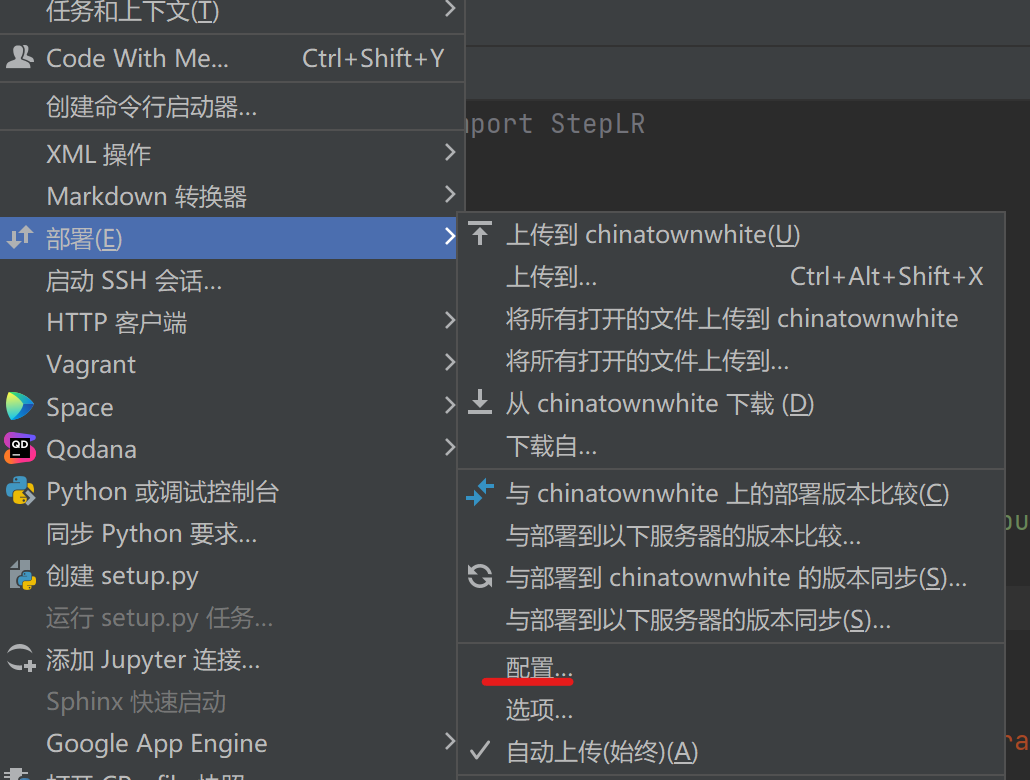 任务和上下文(T)
Code With Me... Ctrl+Shift+Y
创建命令行启动器...
port StepLR
XML 操作
Markdown 转换器
部署(E)
启动 SSH 会话...
HTTP 客户端
Vagrant
Space
QD
Qodana
Python 或调试控制台
同步 Python 要求...
创建 setup.py
运行 setup.py 任务...
添加 Jupyter 连接...
Sphinx 快速启动
Google App Engine
打开 CProfile 快照
上传到 chinatownwhite(U)
上传到... Ctrl+Alt+Shift+X
将所有打开的文件上传到 chinatownwhite
将所有打开的文件上传到...
从 chinatownwhite 下载 (D)
下载自...
与 chinatownwhite 上的部署版本比较(C)
与部署到以下服务器的版本比较...
与部署到 chinatownwhite 的版本同步(S)...
与部署到以下服务器的版本同步(S)...
配置...
选项...
自动上传(始终)(A)
ou
ra